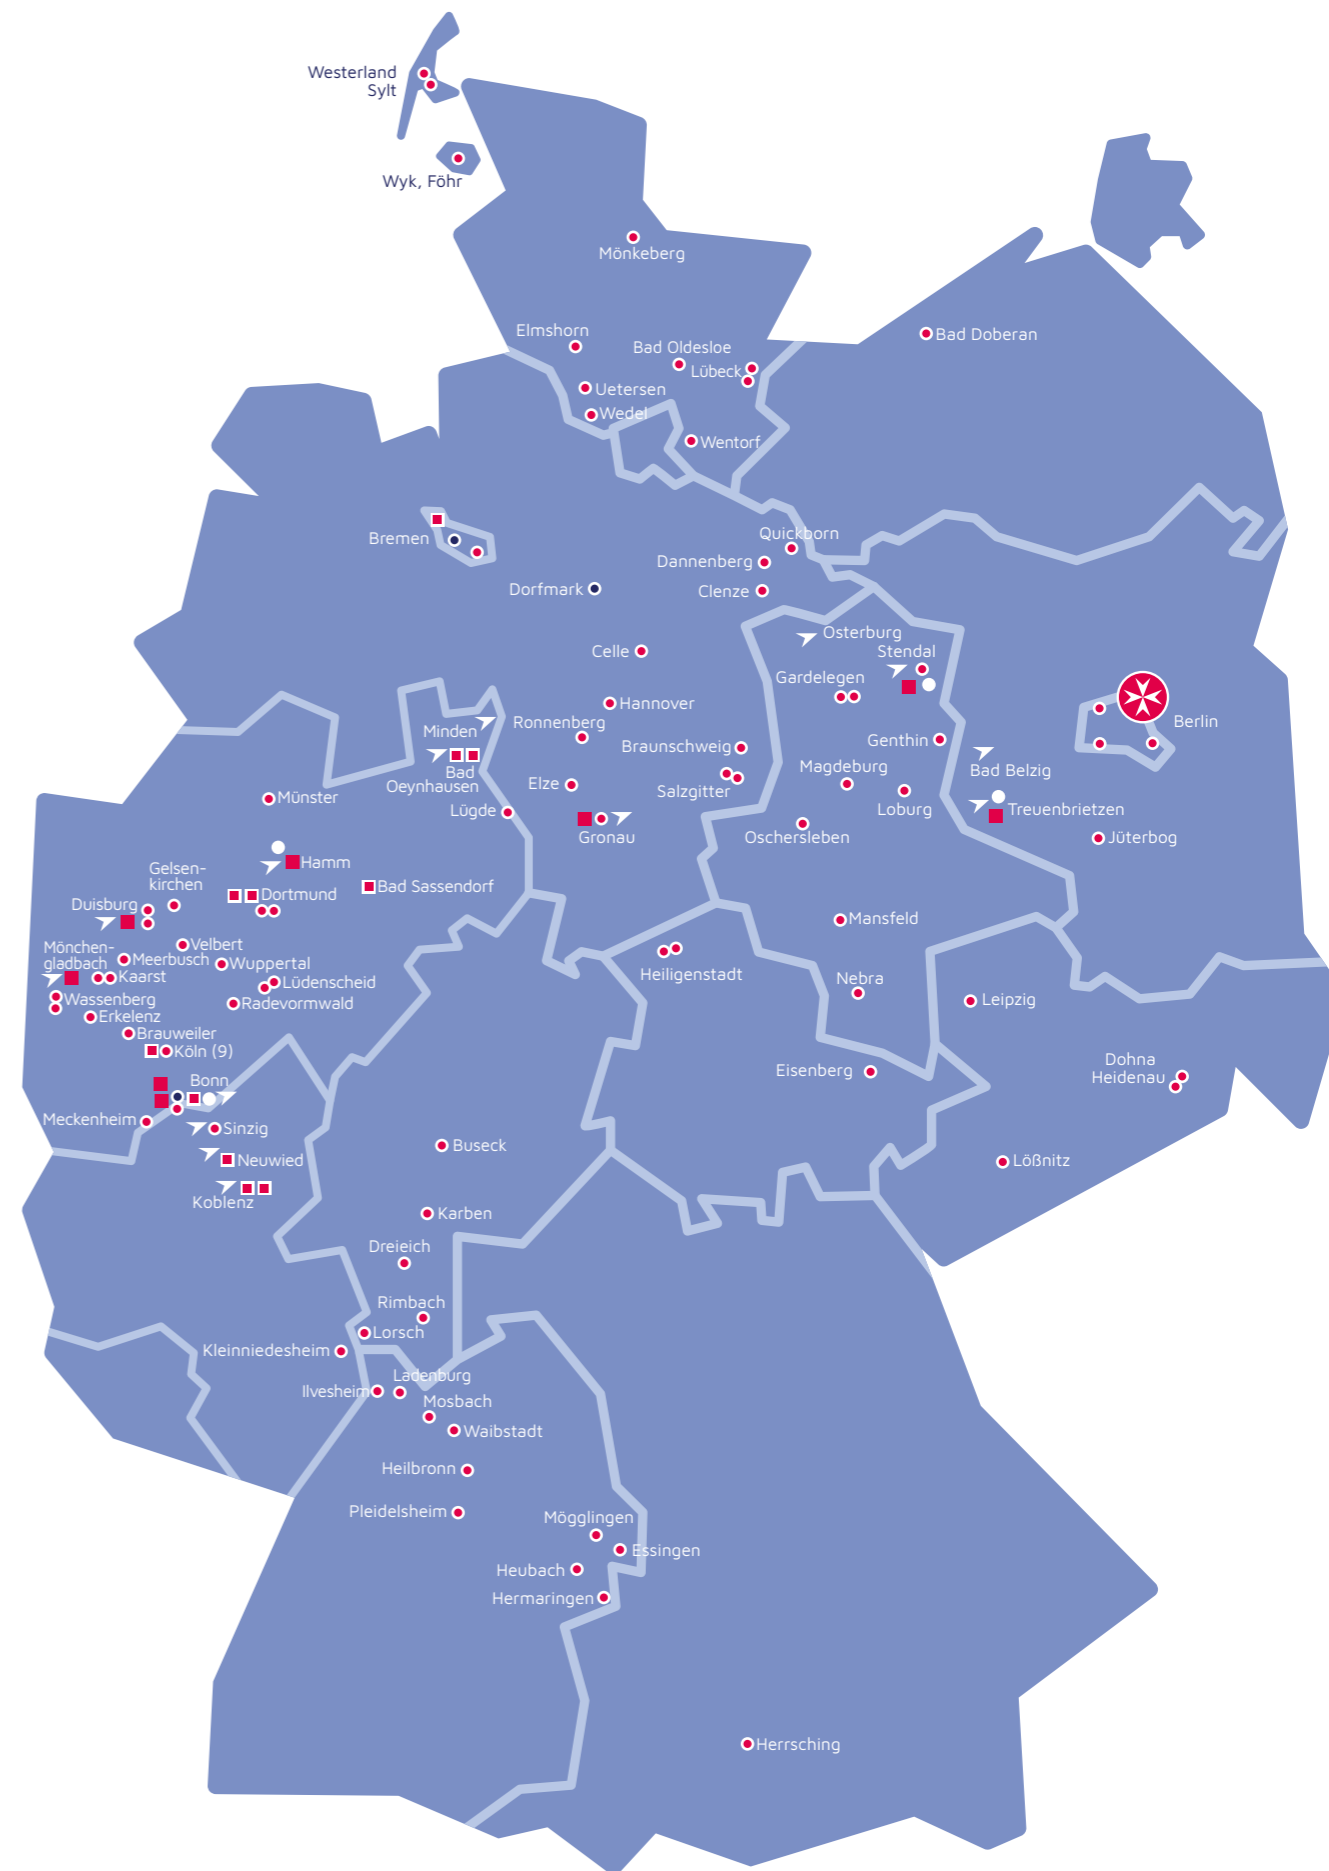 Westerland
Sylt
Wyk, Föhr
Mönkeberg
Elmshorn
Bad Doberan
Bad Oldesloe
Lübeck
Uetersen
Wedel
Wentorf
Quickborn
Bremen
Dannenberg
Dorfmark
Clenze
Osterburg
Celle
Stendal
Gardelegen
Hannover
Ronnenberg
Minden
Berlin
Braunschweig
Genthin
Bad
Oeynhausen
Magdeburg
Bad Belzig
Elze
Salzgitter
Münster
Lügde
Loburg
Treuenbrietzen
Gronau
Oschersleben
Jüterbog
Hamm
Gelsen-
kirchen
Dortmund
Bad Sassendorf
Duisburg
Mansfeld
Velbert
Mönchen-
gladbach
Meerbusch
Wuppertal
Heiligenstadt
Kaarst
Lüdenscheid
Nebra
Wassenberg
Radevormwald
Leipzig
Erkelenz
Brauweiler
Köln (9)
Dohna
Heidenau
Eisenberg
Bonn
Meckenheim
Sinzig
Buseck
Neuwied
Lößnitz
Koblenz
Karben
Dreieich
Rimbach
Lorsch
Kleinniedesheim
Ladenburg
Ilvesheim
Mosbach
Waibstadt
Heilbronn
Pleidelsheim
Mögglingen
Essingen
Heubach
Hermaringen
Herrsching